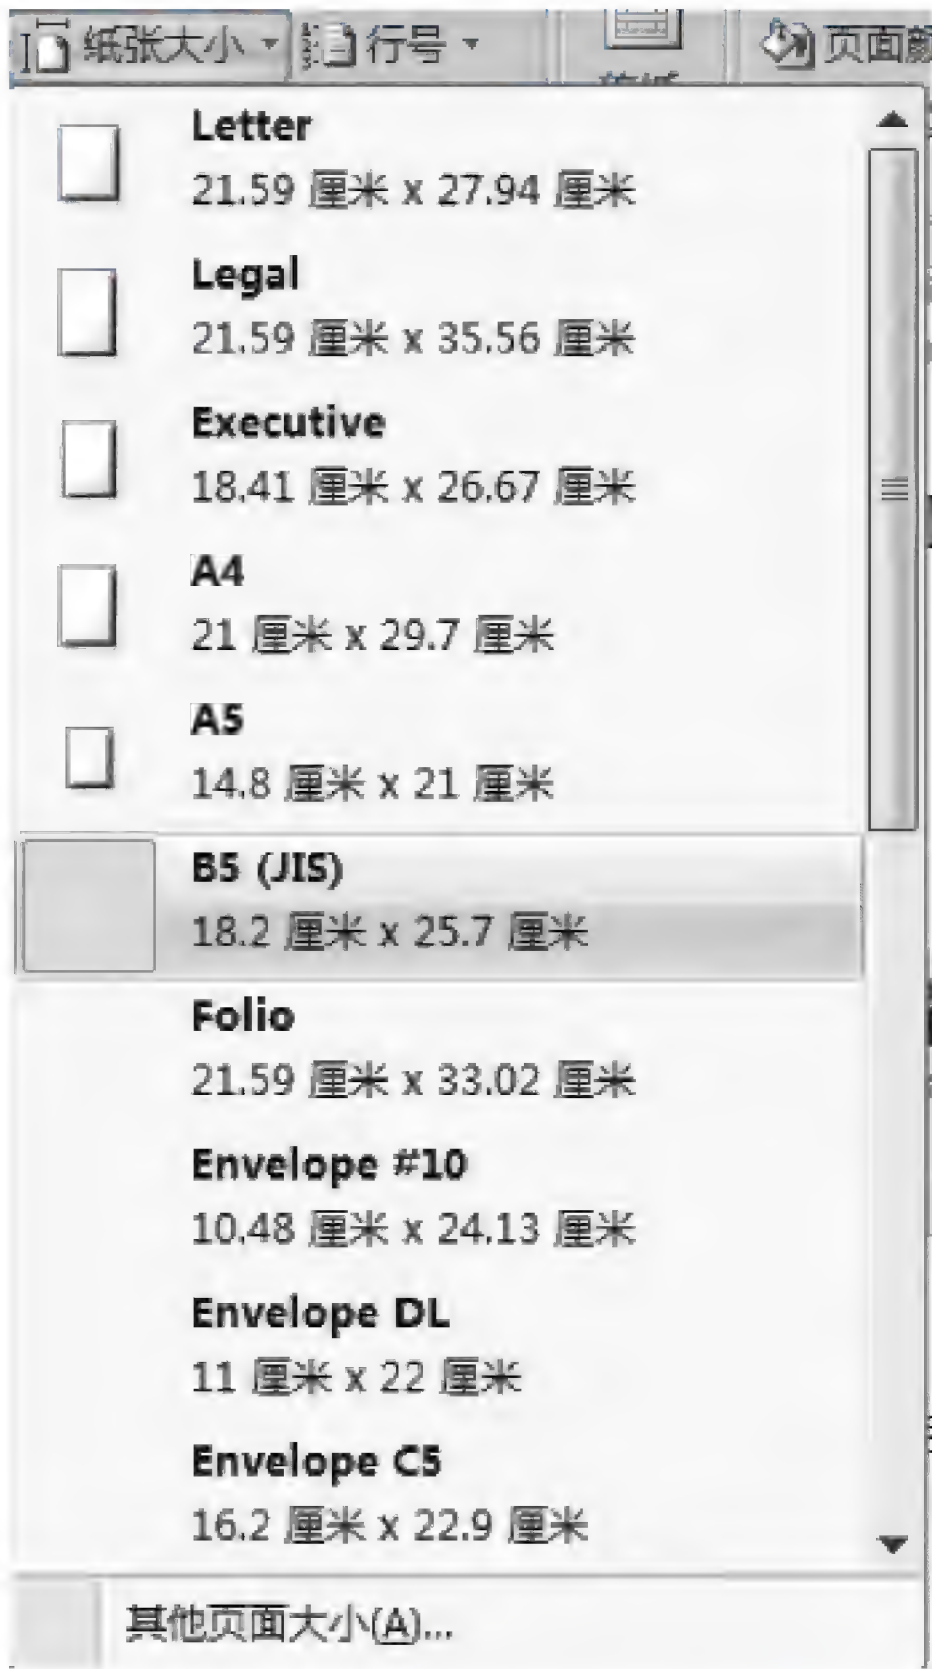 纸张大小 行号 页面颜
Letter
21.59 厘米 x 27.94 厘米
Legal
21.59 厘米 x 35.56 厘米
Executive
18.41 厘米 x 26.67 厘米
A4
21 厘米 x 29.7 厘米
A5
14.8 厘米 x 21 厘米
B5 (JIS)
18.2 厘米 x 25.7 厘米
Folio
21.59 厘米 x 33.02 厘米
Envelope #10
10.48 厘米 x 24.13 厘米
Envelope DL
11 厘米 x 22 厘米
Envelope C5
16.2 厘米 x 22.9 厘米
其他页面大小(A)...